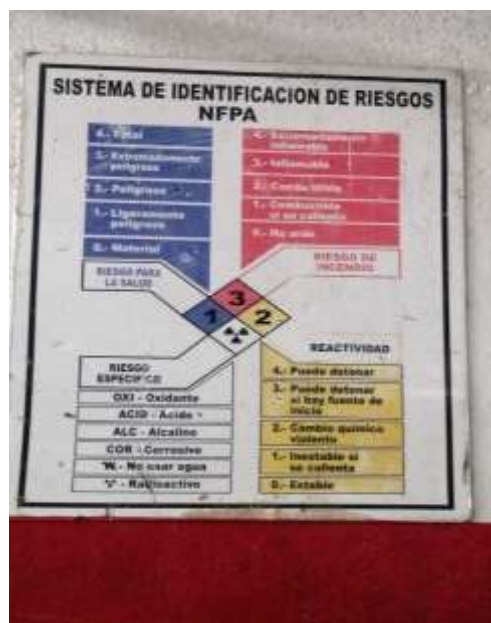 SISTEMA DE IDENTIFICACION DE RIESGOS
NFPA
4.- Fatal
3.- Extremadamente
peligroso
2.- Peligroso
1.- Ligeramente
peligroso
0.- Material
RIESGO PARA
LA SALUD
4.- Extremadamente
inflamable
3.- Inflamable
2.- Combustible
1.- Combustible
si se calienta
0.- No arde
RIESGO DE
INCENDIO
3
1
2
RIESGO
ESPECIFICO
OXI - Oxidante
ACID - Acido
ALC - Alcalino
COR - Corrosivo
W - No usar agua
- Radioactivo
REACTIVIDAD
4.- Puede detonar
3.- Puede detonar
si hay fuente de
inicio
2.- Cambio químico
violento
1.- Inestable si
se calienta
0.- Estable